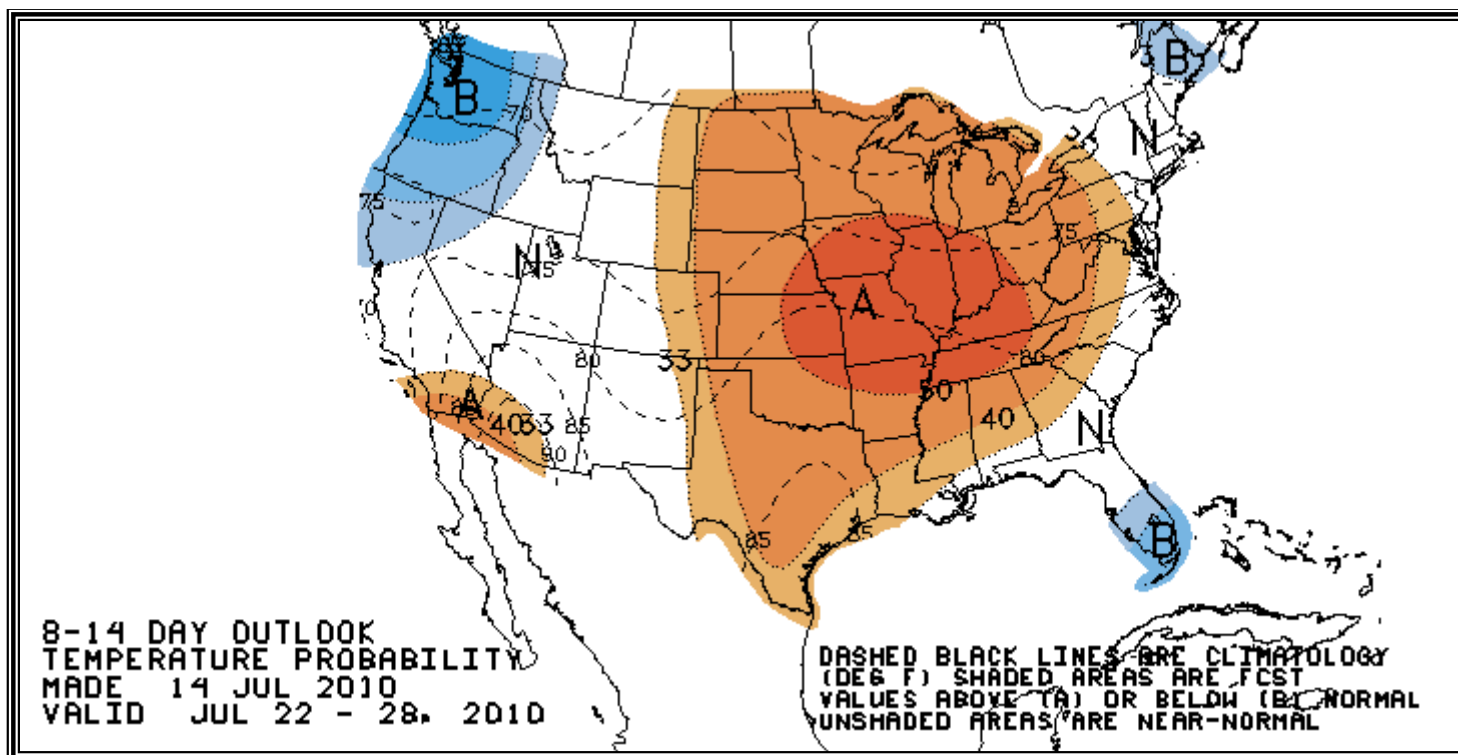 B
B
70
N
75
75
N
75
A
33
80
80
50
A
85
40
33
85
40
N
90
85
85
B
8-14 DAY OUTLOOK
TEMPERATURE PROBABILITY
MADE 14 JUL 2010
VALID JUL 22 - 28, 2010
DASHED BLACK LINES ARE CLIMATOLOGY
(DEG F) SHADED AREAS ARE FCST
VALUES ABOVE (A) OR BELOW (B) NORMAL
UNSHADED AREAS ARE NEAR-NORMAL